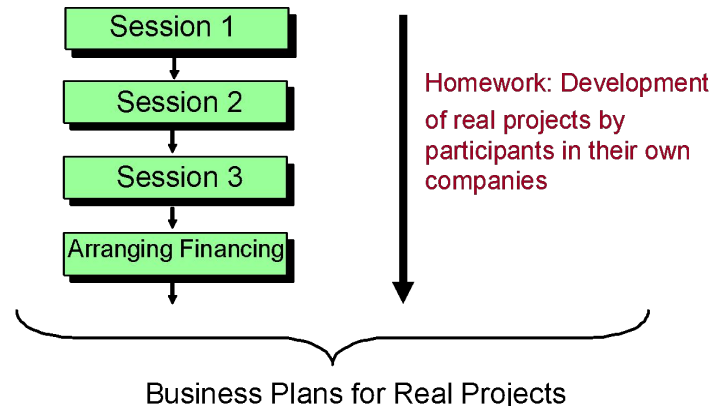 Session 1
Session 2
Session 3
Arranging Financing
Homework: Development
of real projects by
participants in their own
companies
Business Plans for Real Projects